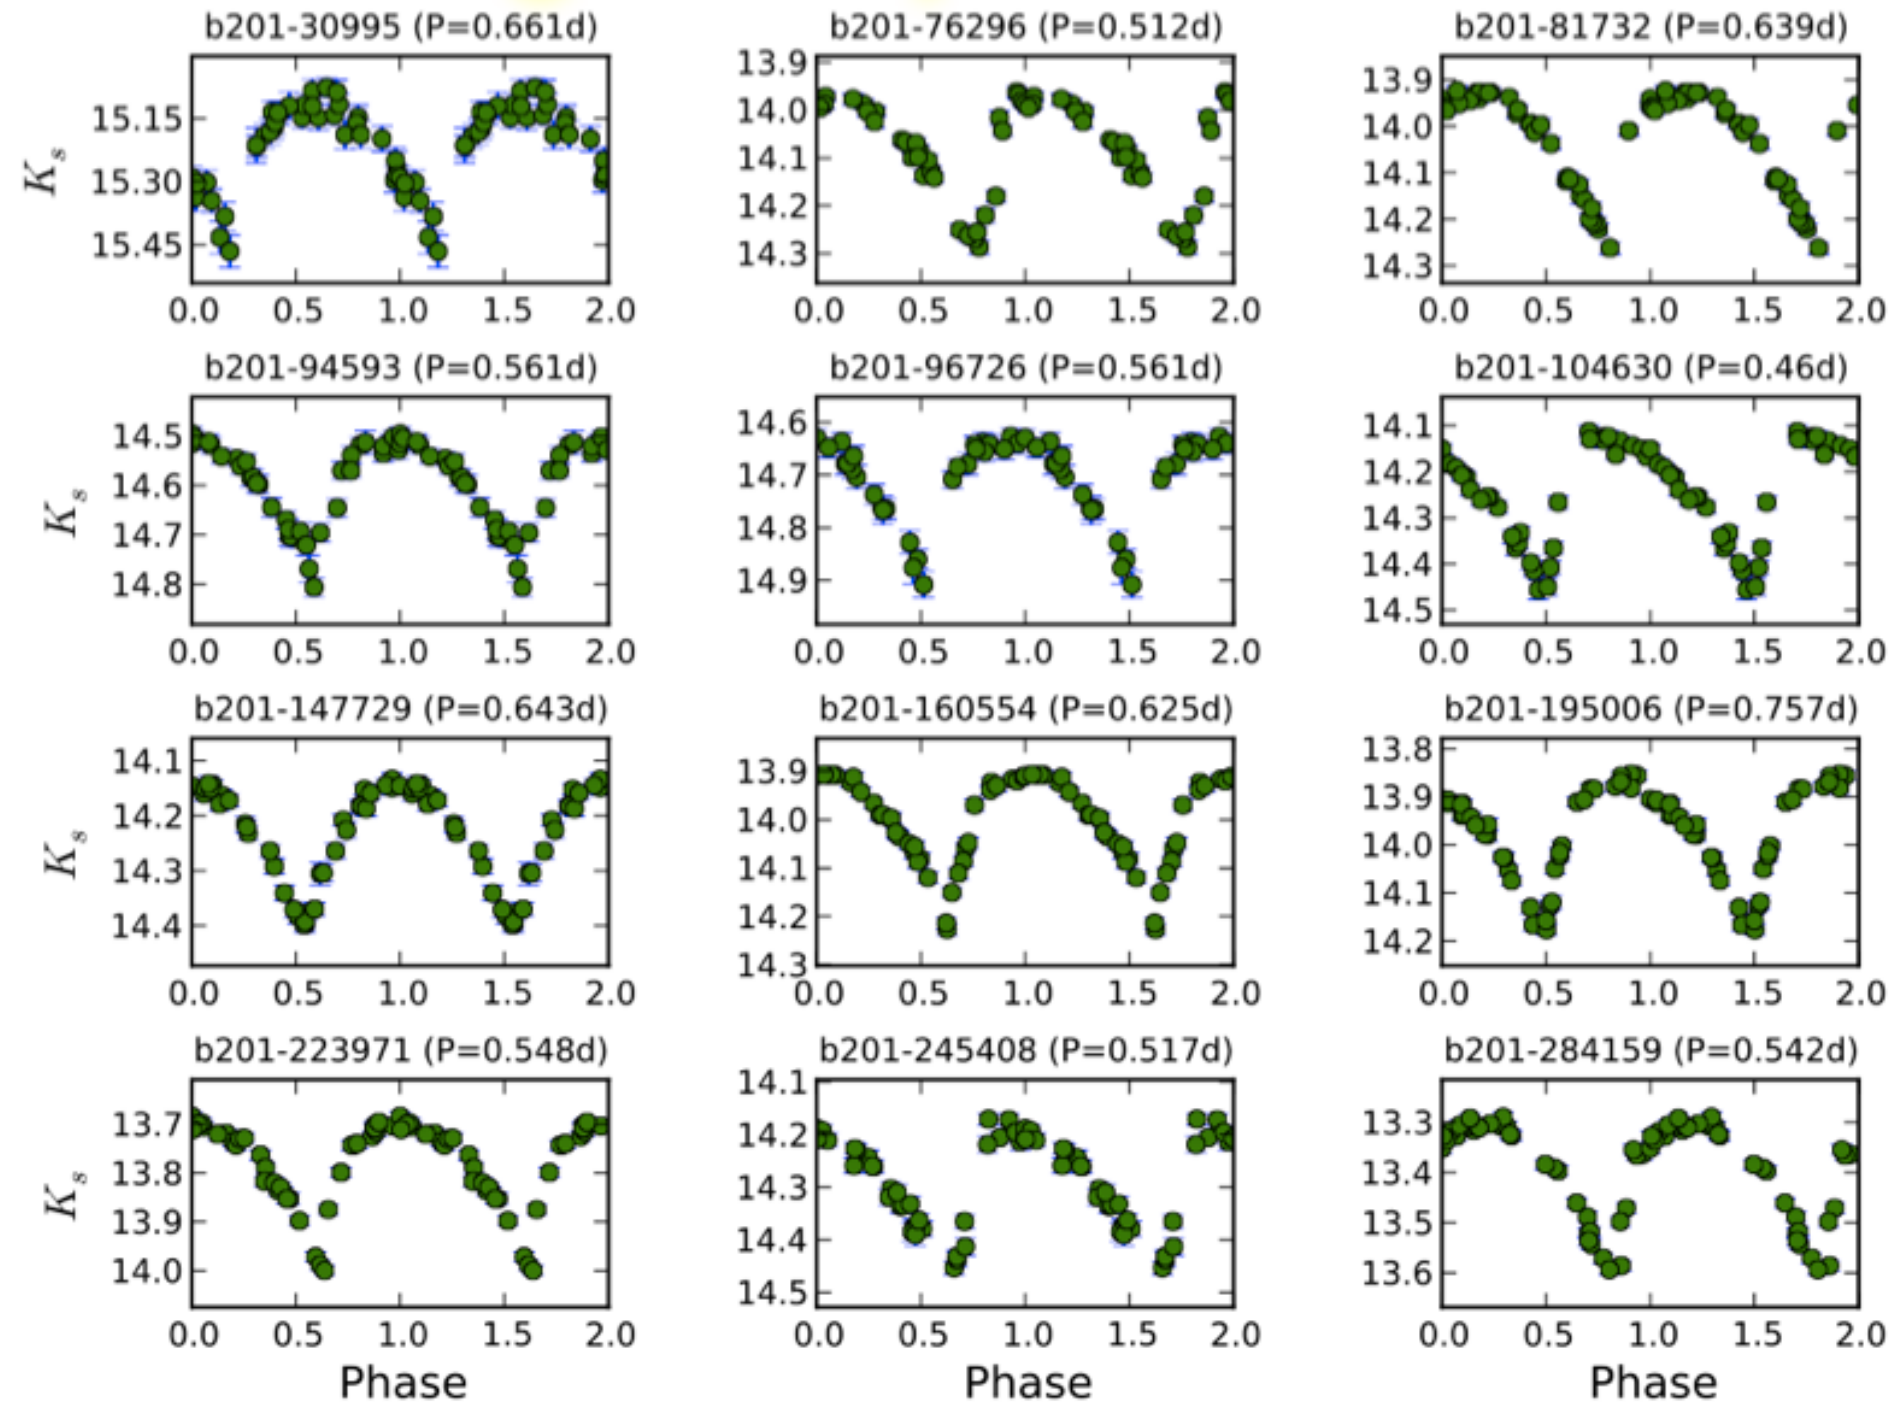 b201-30995 (P=0.661d) b201-76296 (P=0.512d) b201-81732 (P=0.639d)
K_s 15.15 15.30 15.45
13.9 14.0 14.1 14.2 14.3
13.9 14.0 14.1 14.2 14.3
0.0 0.5 1.0 1.5 2.0 0.0 0.5 1.0 1.5 2.0 0.0 0.5 1.0 1.5 2.0
b201-94593 (P=0.561d) b201-96726 (P=0.561d) b201-104630 (P=0.46d)
K_s 14.5 14.6 14.7 14.8
14.6 14.7 14.8 14.9
14.1 14.2 14.3 14.4 14.5
0.0 0.5 1.0 1.5 2.0 0.0 0.5 1.0 1.5 2.0 0.0 0.5 1.0 1.5 2.0
b201-147729 (P=0.643d) b201-160554 (P=0.625d) b201-195006 (P=0.757d)
K_s 14.1 14.2 14.3 14.4
13.9 14.0 14.1 14.2 14.3
13.8 13.9 14.0 14.1 14.2
0.0 0.5 1.0 1.5 2.0 0.0 0.5 1.0 1.5 2.0 0.0 0.5 1.0 1.5 2.0
b201-223971 (P=0.548d) b201-245408 (P=0.517d) b201-284159 (P=0.542d)
K_s 13.7 13.8 13.9 14.0
14.1 14.2 14.3 14.4 14.5
13.3 13.4 13.5 13.6
0.0 0.5 1.0 1.5 2.0 0.0 0.5 1.0 1.5 2.0 0.0 0.5 1.0 1.5 2.0
Phase Phase Phase